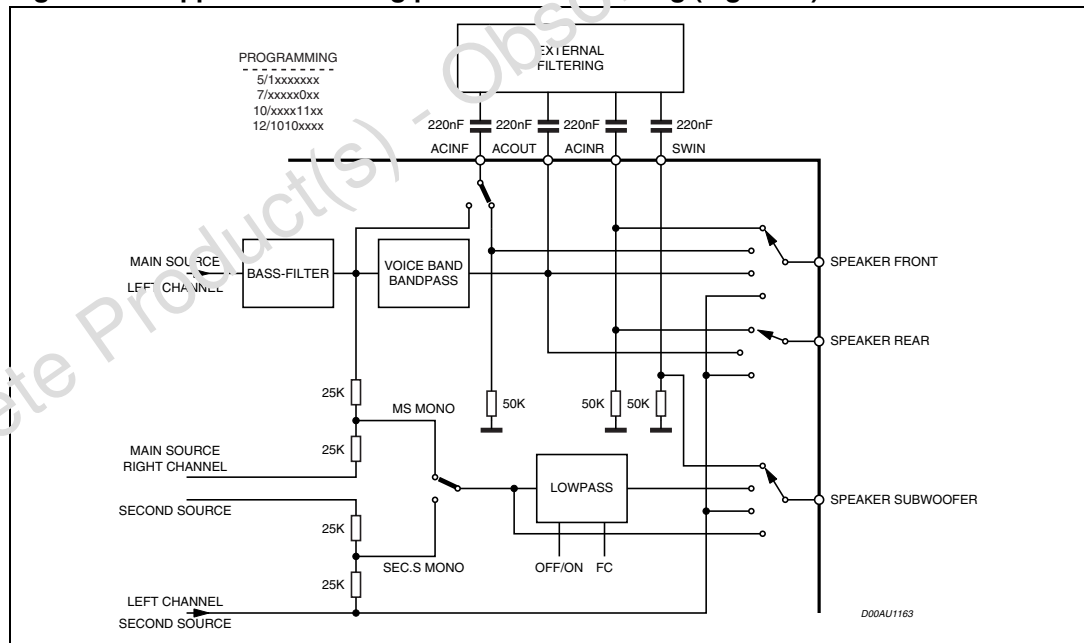 PROGRAMMING
5/1xxxxxxx
7/xxxxx0xx
10/xxxx11xx
12/1010xxxx
EXTERNAL
FILTERING
220nF 220nF 220nF 220nF
ACINF ACOUT ACINR SWIN
MAIN SOURCE
LEFT CHANNEL
BASS-FILTER
VOICE BAND
BANDPASS
SPEAKER FRONT
SPEAKER REAR
25K
MS MONO
50K 50K 50K
25K
MAIN SOURCE
RIGHT CHANNEL
LOWPASS
SPEAKER SUBWOOFER
SECOND SOURCE
25K
SEC.S MONO
OFF/ON FC
25K
LEFT CHANNEL
SECOND SOURCE
D00AU1163
ete Product(s) - Obso